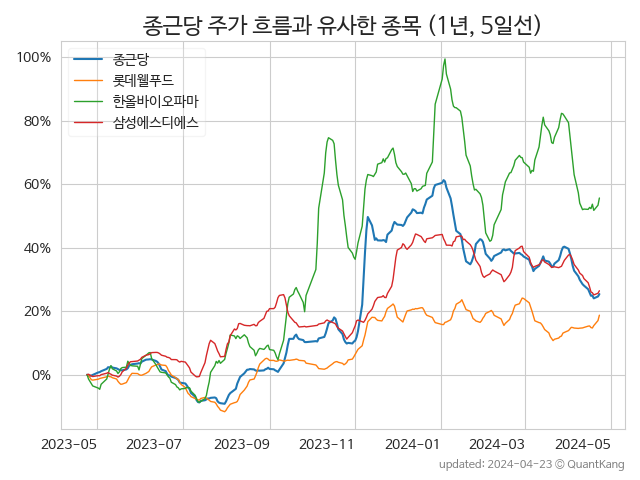 종근당 주가 흐름과 유사한 종목 (1년, 5일선)
종근당
롯데웰푸드
한올바이오파마
삼성에스디에스
100%
80%
60%
40%
20%
0%
2023-05 2023-07 2023-09 2023-11 2024-01 2024-03 2024-05
updated: 2024-04-23 © QuantKang